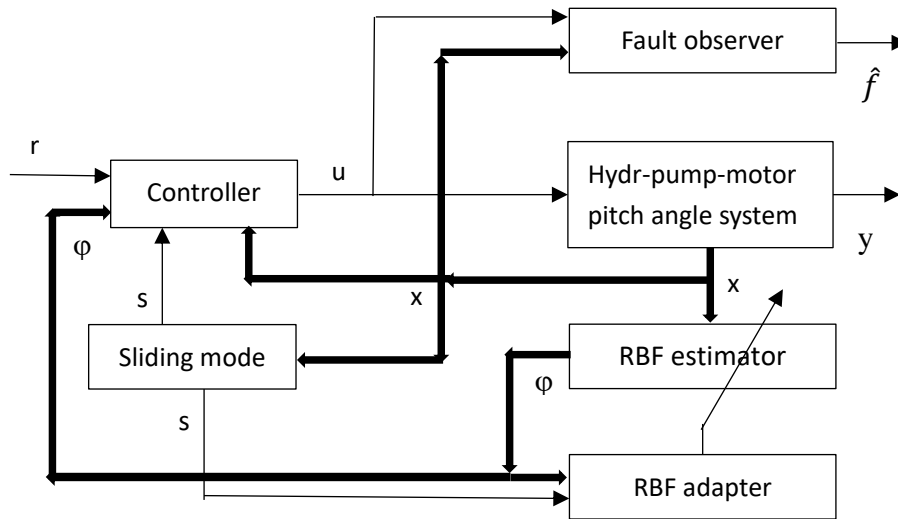 Fault observer
f̂
r
Controller
u
Hydr-pump-motor
pitch angle system
y
φ
s
x
x
Sliding mode
RBF estimator
φ
s
RBF adapter